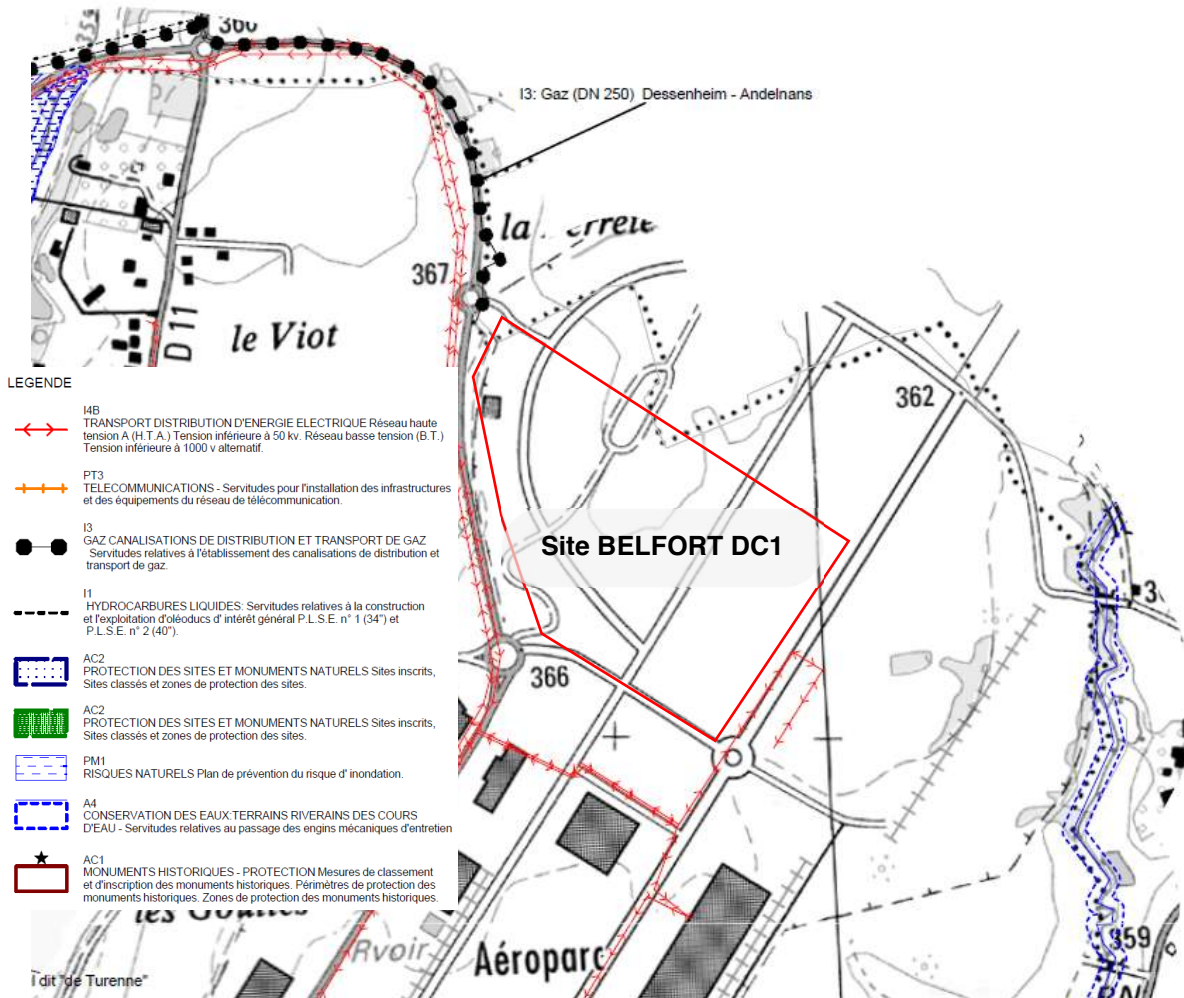 359
360
I3: Gaz (DN 250) Dessenheim - Andelnans
la
367
D 11
le Viot
362
LEGENDE
I4B
TRANSPORT DISTRIBUTION D'ENERGIE ELECTRIQUE Réseau haute
tension A (H.T.A.) Tension inférieure à 50 kv. Réseau basse tension (B.T.)
Tension inférieure à 1000 v alternatif.
PT3
TELECOMMUNICATIONS - Servitudes pour l'installation des infrastructures
et des équipements du réseau de télécommunication.
I3
GAZ CANALISATIONS DE DISTRIBUTION ET TRANSPORT DE GAZ
Servitudes relatives à l'établissement des canalisations de distribution et
transport de gaz.
I1
HYDROCARBURES LIQUIDES: Servitudes relatives à la construction
et l'exploitation d'oléoducs d' intérêt général P.L.S.E. n° 1 (34") et
P.L.S.E. n° 2 (40").
AC2
PROTECTION DES SITES ET MONUMENTS NATURELS Sites inscrits,
Sites classés et zones de protection des sites.
AC2
PROTECTION DES SITES ET MONUMENTS NATURELS Sites inscrits,
Sites classés et zones de protection des sites.
PM1
RISQUES NATURELS Plan de prévention du risque d' inondation.
A4
CONSERVATION DES EAUX:TERRAINS RIVERAINS DES COURS
D'EAU - Servitudes relatives au passage des engins mécaniques d'entretien
AC1
MONUMENTS HISTORIQUES - PROTECTION Mesures de classement
et d'inscription des monuments historiques. Périmètres de protection des
monuments historiques. Zones de protection des monuments historiques.
Site BELFORT DC1
3
366
les Goulles
Rvoir
Aéroparc
359
dit "de Turenne"